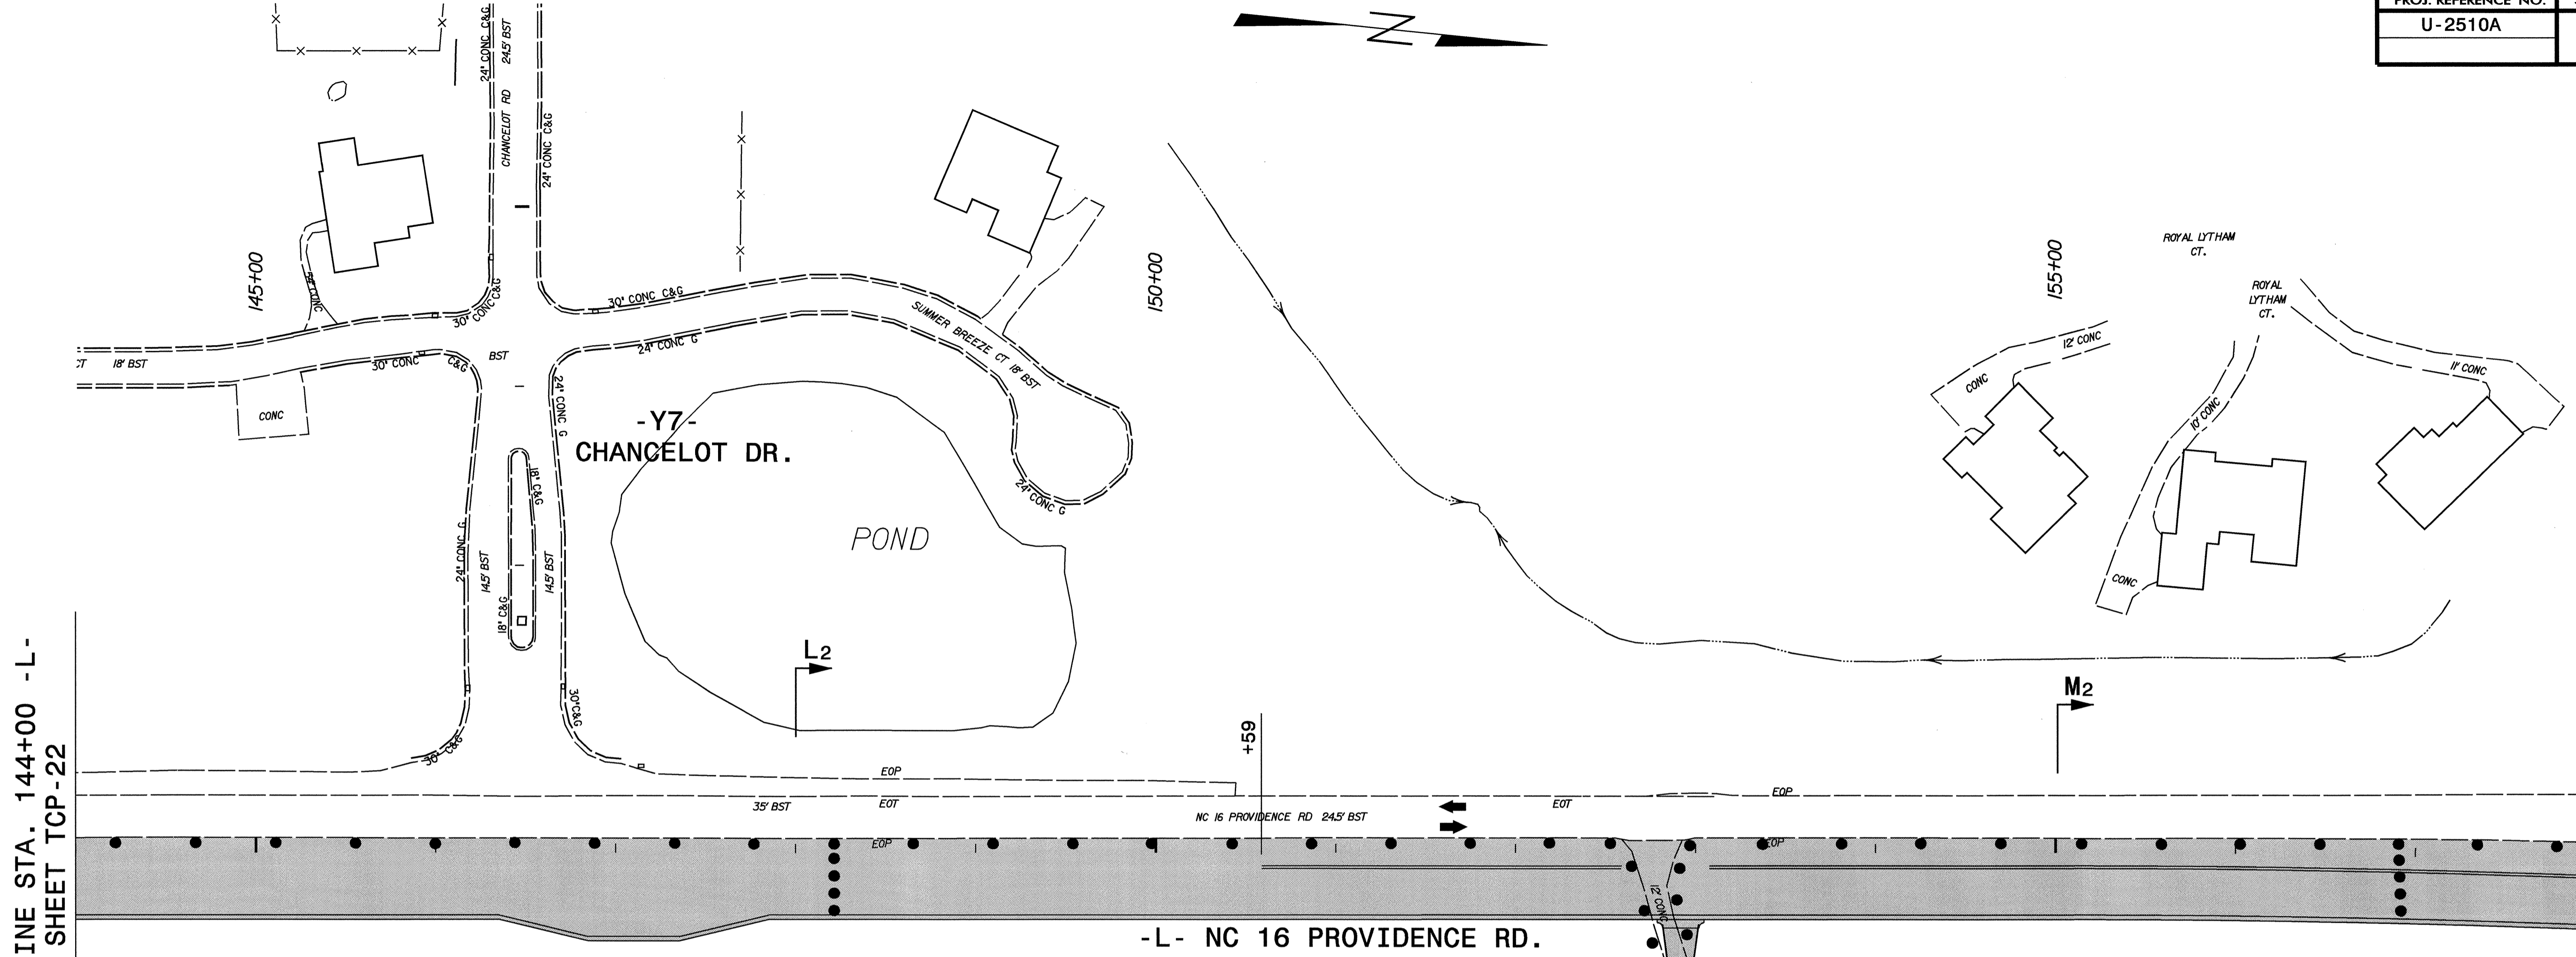 PROJ. REFERENCE NO.
U-2510A
24" CONC C&G
24.5' BST
CHANCELOT RD
24" CONC C&G
145+00
150+00
155+00
ROYAL LYTHAM
CT.
ROYAL
LYTHAM
CT.
CONC
30" CONC C&G
30" CONC C&G
SUMMER BREEZE CT 18' BST
24" CONC G
CT 18' BST
30" CONC C&G
BST
CONC
24" CONC G
12' CONC
CONC
11' CONC
10' CONC
CONC
-Y7-
CHANCELOT DR.
18" C&G
24" CONC G
24" CONC G
14.5' BST
14.5' BST
18" C&G
POND
L2
M2
30" C&G
30" C&G
+59
EOP
EOP
35' BST
EOT
EOT
NC 16 PROVIDENCE RD 24.5' BST
EOP
EOP
12' CONC
-L- NC 16 PROVIDENCE RD.
INE STA. 144+00 -L-
SHEET TCP-22